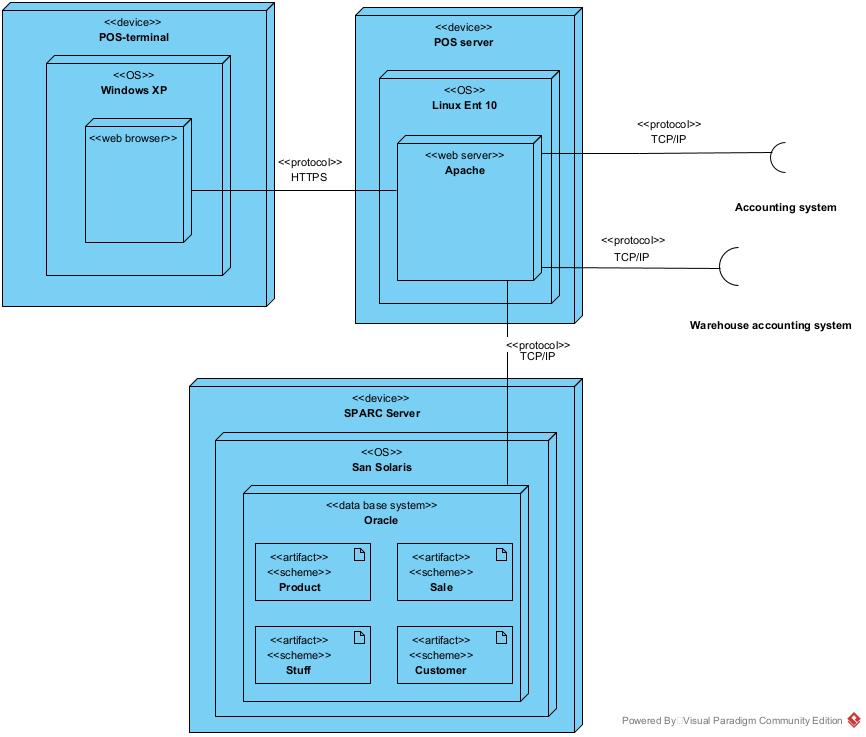 <<device>>
POS-terminal
<<OS>>
Windows XP
<<web browser>>
<<protocol>>
HTTPS
<<device>>
POS server
<<OS>>
Linux Ent 10
<<web server>>
Apache
<<protocol>>
TCP/IP
Accounting system
<<protocol>>
TCP/IP
Warehouse accounting system
<<protocol>>
TCP/IP
<<device>>
SPARC Server
<<OS>>
San Solaris
<<data base system>>
Oracle
<<artifact>>
<<scheme>>
Product
<<artifact>>
<<scheme>>
Sale
<<artifact>>
<<scheme>>
Stuff
<<artifact>>
<<scheme>>
Customer
Powered By Visual Paradigm Community Edition